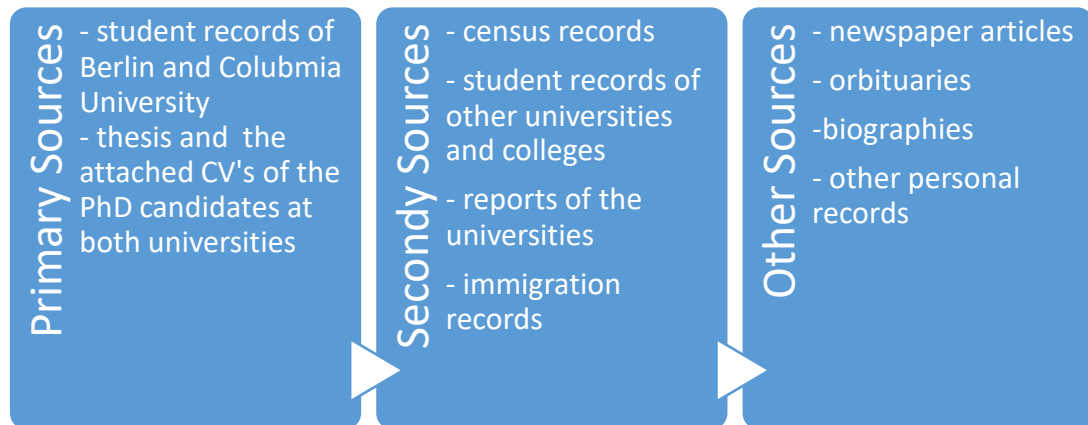 Primary Sources
- student records of
Berlin and Colubmia
University
- thesis and  the
attached CV's of the
PhD candidates at
both universities
Secondy Sources
- census records
- student records of
other universities
and colleges
- reports of the
universities
- immigration
records
Other Sources
- newspaper articles
- orbituaries
-biographies
- other personal
records